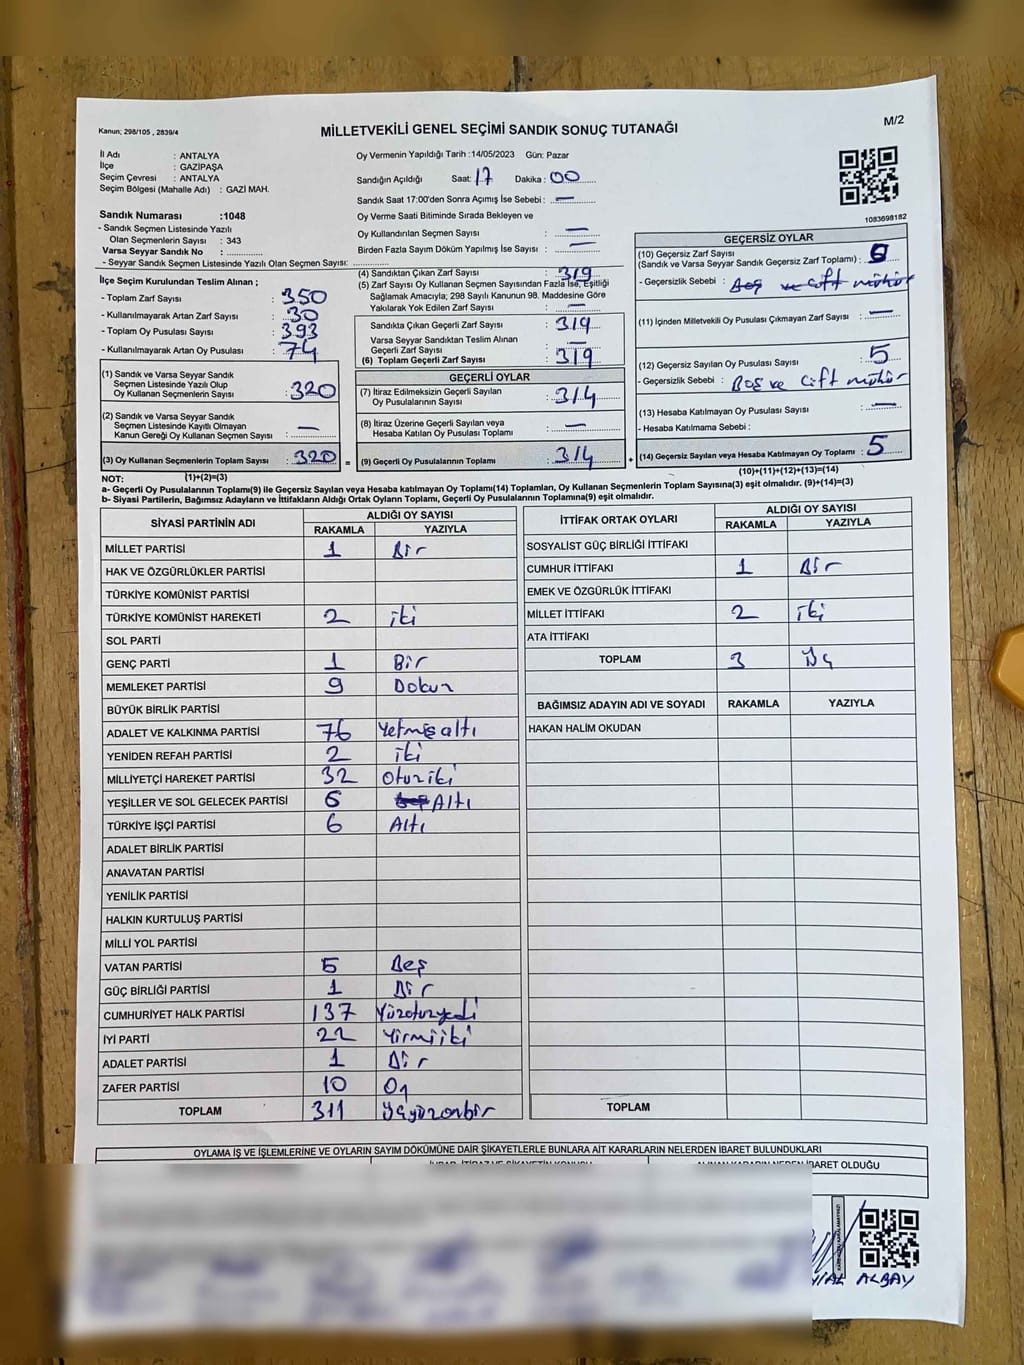 Kanun; 298/105 , 2839/4
MİLLETVEKİLİ GENEL SEÇİMİ SANDIK SONUÇ TUTANAĞI
M/2
İl Adı : ANTALYA
İlçe : GAZİPAŞA
Seçim Çevresi : ANTALYA
Seçim Bölgesi (Mahalle Adı) : GAZİ MAH.
Sandık Numarası :1048
- Sandık Seçmen Listesinde Yazılı
Olan Seçmenlerin Sayısı : 343
Varsa Seyyar Sandık No :
- Seyyar Sandık Seçmen Listesinde Yazılı Olan Seçmen Sayısı:
Oy Vermenin Yapıldığı Tarih :14/05/2023 Gün: Pazar
Sandığın Açıldığı Saat: 17 Dakika : 00
Sandık Saat 17:00'den Sonra Açımış İse Sebebi : —
Oy Verme Saati Bitiminde Sırada Bekleyen ve
Oy Kullandırılan Seçmen Sayısı : —
Birden Fazla Sayım Döküm Yapılmış İse Sayısı : —
1083698182
İlçe Seçim Kurulundan Teslim Alınan ;
- Toplam Zarf Sayısı : 350
- Kullanılmayarak Artan Zarf Sayısı : 30
- Toplam Oy Pusulası Sayısı : 393
- Kullanılmayarak Artan Oy Pusulası : 74
(1) Sandık ve Varsa Seyyar Sandık
Seçmen Listesinde Yazılı Olup
Oy Kullanan Seçmenlerin Sayısı : 320
(2) Sandık ve Varsa Seyyar Sandık
Seçmen Listesinde Kayıtlı Olmayan
Kanun Gereği Oy Kullanan Seçmen Sayısı : —
(3) Oy Kullanan Seçmenlerin Toplam Sayısı : 320 =
(1)+(2)=(3)
(4) Sandıktan Çıkan Zarf Sayısı : 319
(5) Zarf Sayısı Oy Kullanan Seçmen Sayısından Fazla İse, Eşitliği
Sağlamak Amacıyla; 298 Sayılı Kanunun 98. Maddesine Göre
Yakılarak Yok Edilen Zarf Sayısı : —
Sandıkta Çıkan Geçerli Zarf Sayısı : 319
Varsa Seyyar Sandıktan Teslim Alınan
Geçerli Zarf Sayısı : —
(6) Toplam Geçerli Zarf Sayısı : 319
GEÇERLİ OYLAR
(7) İtiraz Edilmeksizin Geçerli Sayılan
Oy Pusulalarının Sayısı : 314
(8) İtiraz Üzerine Geçerli Sayılan veya
Hesaba Katılan Oy Pusulası Toplamı : —
(9) Geçerli Oy Pusulalarının Toplamı : 314 +
GEÇERSİZ OYLAR
(10) Geçersiz Zarf Sayısı
(Sandık ve Varsa Seyyar Sandık Geçersiz Zarf Toplamı) :
- Geçersizlik Sebebi : Boş ve Çift mühür
(11) İçinden Milletvekili Oy Pusulası Çıkmayan Zarf Sayısı : —
(12) Geçersiz Sayılan Oy Pusulası Sayısı : 5
- Geçersizlik Sebebi : Boş ve Çift mühür
(13) Hesaba Katılmayan Oy Pusulası Sayısı : —
- Hesaba Katılmama Sebebi :
(14) Geçersiz Sayılan veya Hesaba Katılmayan Oy Toplamı : 5
(10)+(11)+(12)+(13)=(14)
NOT:
a- Geçerli Oy Pusulasının Toplamı(9) ile Geçersiz Sayılan veya Hesaba katılmayan Oy Toplamı(14) Toplamları, Oy Kullanan Seçmenlerin Toplam Sayısına(3) eşit olmalıdır. (9)+(14)=(3)
b- Siyasi Partilerin, Bağımsız Adayların ve İttifakların Aldığı Ortak Oyların Toplamı, Geçerli Oy Pusulalarının Toplamına(9) eşit olmalıdır.
SİYASİ PARTİNİN ADI ALDIĞI OY SAYISI
RAKAMLA YAZIYLA
MİLLET PARTİSİ 1 Bir
HAK VE ÖZGÜRLÜKLER PARTİSİ
TÜRKİYE KOMÜNİST PARTİSİ
TÜRKİYE KOMÜNİST HAREKETİ 2 iki
SOL PARTİ
GENÇ PARTİ 1 Bir
MEMLEKET PARTİSİ 9 Dokuz
BÜYÜK BİRLİK PARTİSİ
ADALET VE KALKINMA PARTİSİ 76 Yetmişaltı
YENİDEN REFAH PARTİSİ 2 iki
MİLLİYETÇİ HAREKET PARTİSİ 32 Otuziki
YEŞİLLER VE SOL GELECEK PARTİSİ 6 Altı
TÜRKİYE İŞÇİ PARTİSİ 6 Altı
ADALET BİRLİK PARTİSİ
ANAVATAN PARTİSİ
YENİLİK PARTİSİ
HALKIN KURTULUŞ PARTİSİ
MİLLİ YOL PARTİSİ
VATAN PARTİSİ 5 Beş
GÜÇ BİRLİĞİ PARTİSİ 1 Bir
CUMHURİYET HALK PARTİSİ 137 Yüzotuzyedi
İYİ PARTİ 22 Yirmiiki
ADALET PARTİSİ 1 Bir
ZAFER PARTİSİ 10 On
TOPLAM 311 Üçyüzonbir
İTTİFAK ORTAK OYLARI ALDIĞI OY SAYISI
RAKAMLA YAZIYLA
SOSYALİST GÜÇ BİRLİĞİ İTTİFAKI
CUMHUR İTTİFAKI 1 Bir
EMEK VE ÖZGÜRLÜK İTTİFAKI
MİLLET İTTİFAKI 2 iki
ATA İTTİFAKI
TOPLAM 3 Üç
BAĞIMSIZ ADAYIN ADI VE SOYADI RAKAMLA YAZIYLA
HAKAN HALİM OKUDAN
TOPLAM
OYLAMA İŞ VE İŞLEMLERİNE VE OYLARIN SAYIM DÖKÜMÜNE DAİR ŞİKAYETLERLE BUNLARA AİT KARARLARIN NELERDEN İBARET BULUNDUKLARI
İBARET OLDUĞU
ALBAY